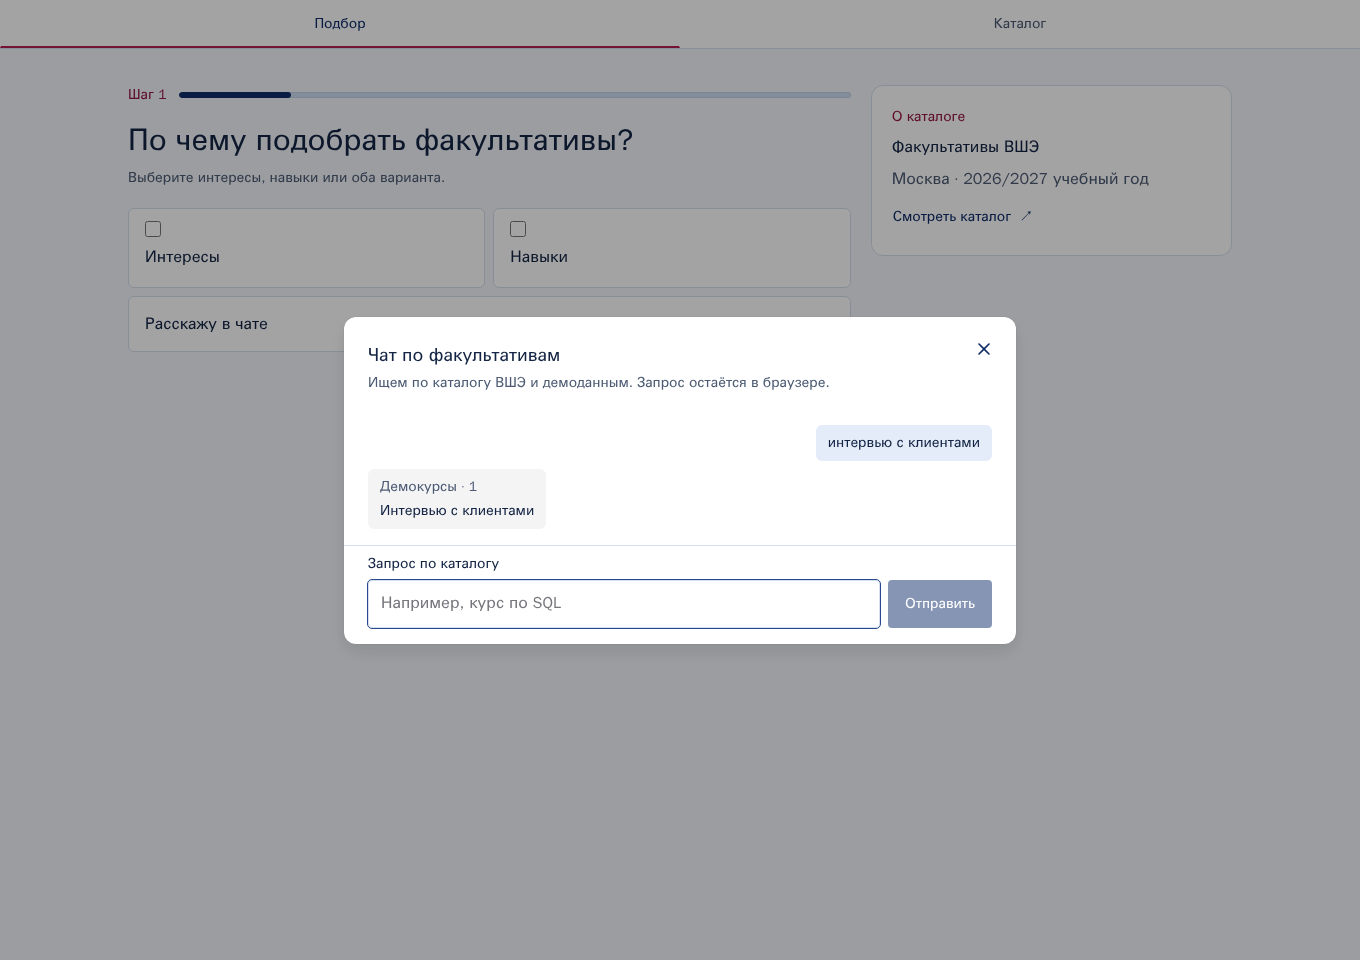 Подбор
Каталог
Шаг 1
По чему подобрать факультативы?
Выберите интересы, навыки или оба варианта.
Интересы
Навыки
Расскажу в чате
О каталоге
Факультативы ВШЭ
Москва · 2026/2027 учебный год
Смотреть каталог ↗
Чат по факультативам
Ищем по каталогу ВШЭ и демоданным. Запрос остаётся в браузере.
интервью с клиентами
Демокурсы · 1
Интервью с клиентами
Запрос по каталогу
Например, курс по SQL
Отправить